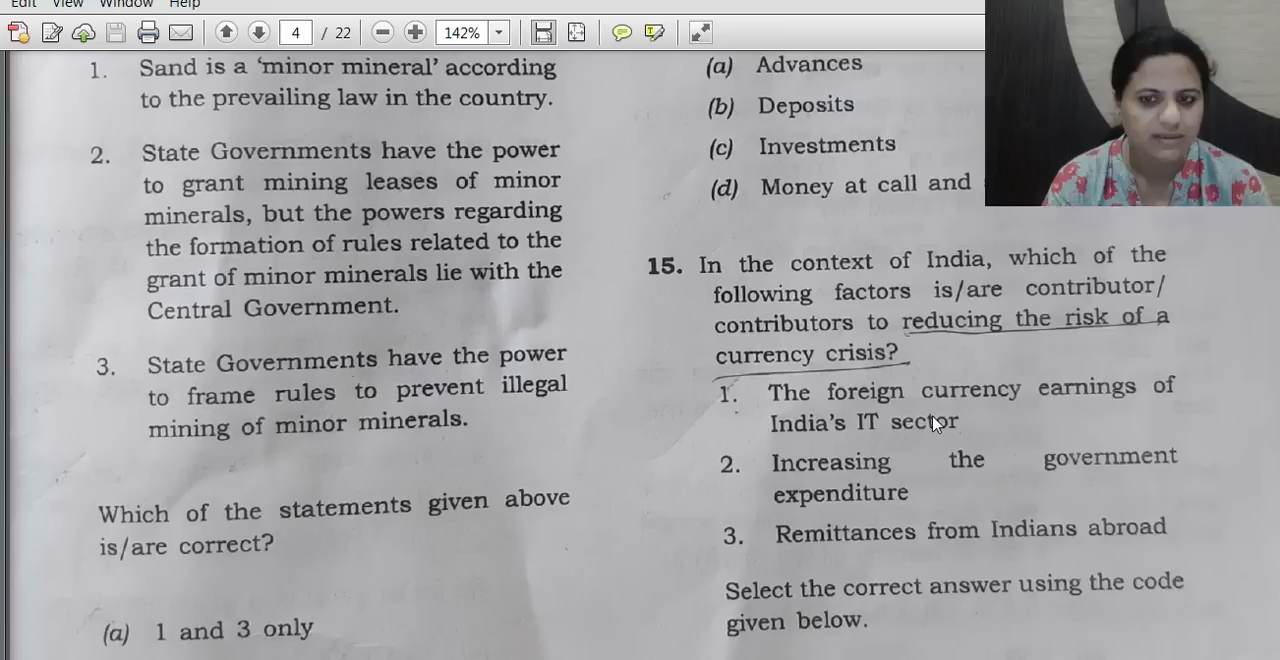 Edit View Window Help
4 / 22 142%
1. Sand is a ‘minor mineral’ according
to the prevailing law in the country.
2. State Governments have the power
to grant mining leases of minor
minerals, but the powers regarding
the formation of rules related to the
grant of minor minerals lie with the
Central Government.
3. State Governments have the power
to frame rules to prevent illegal
mining of minor minerals.
Which of the statements given above
is/are correct?
(a) 1 and 3 only
(a) Advances
(b) Deposits
(c) Investments
(d) Money at call and
15. In the context of India, which of the
following factors is/are contributor/
contributors to reducing the risk of a
currency crisis?
1. The foreign currency earnings of
India’s IT sector
2. Increasing the government
expenditure
3. Remittances from Indians abroad
Select the correct answer using the code
given below.